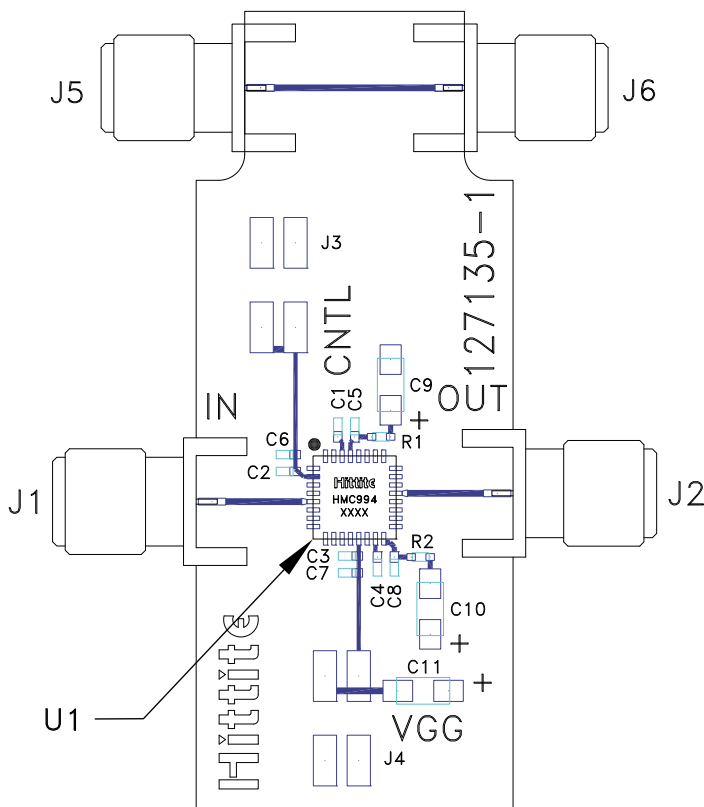 J5
J6
J3
127135-1
CNTL
C1
C5
C9
IN
OUT
+
R1
C6
C2
Hittite
HMC994
XXXX
J1
J2
C3
C7
C4
C8
R2
C10
+
C11
+
Hittite
U1
VGG
J4